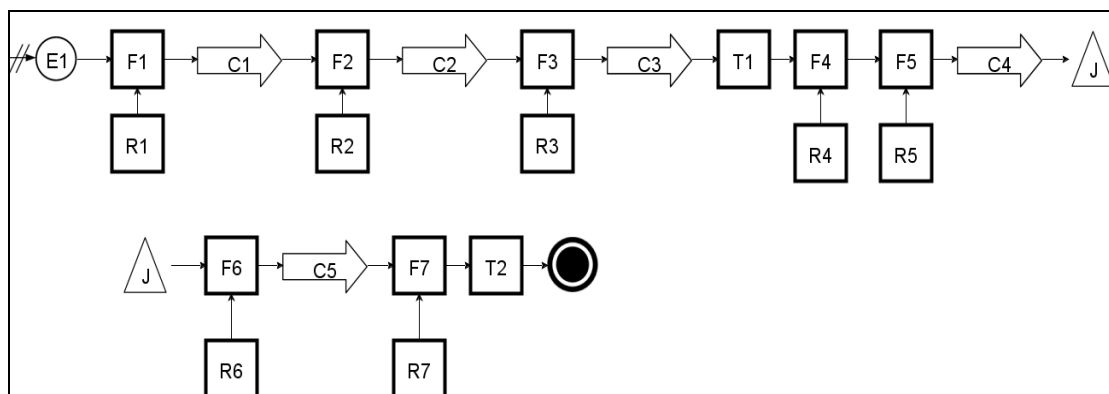 E1 F1 C1 F2 C2 F3 C3 T1 F4 F5 C4 J
R1 R2 R3 R4 R5
J F6 C5 F7 T2
R6 R7